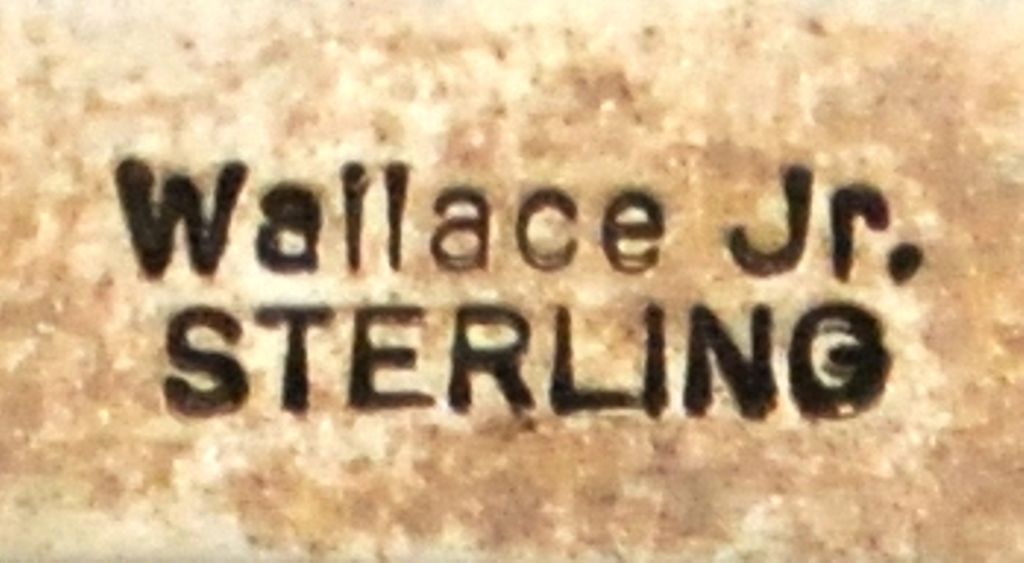 Wallace Jr.
STERLING